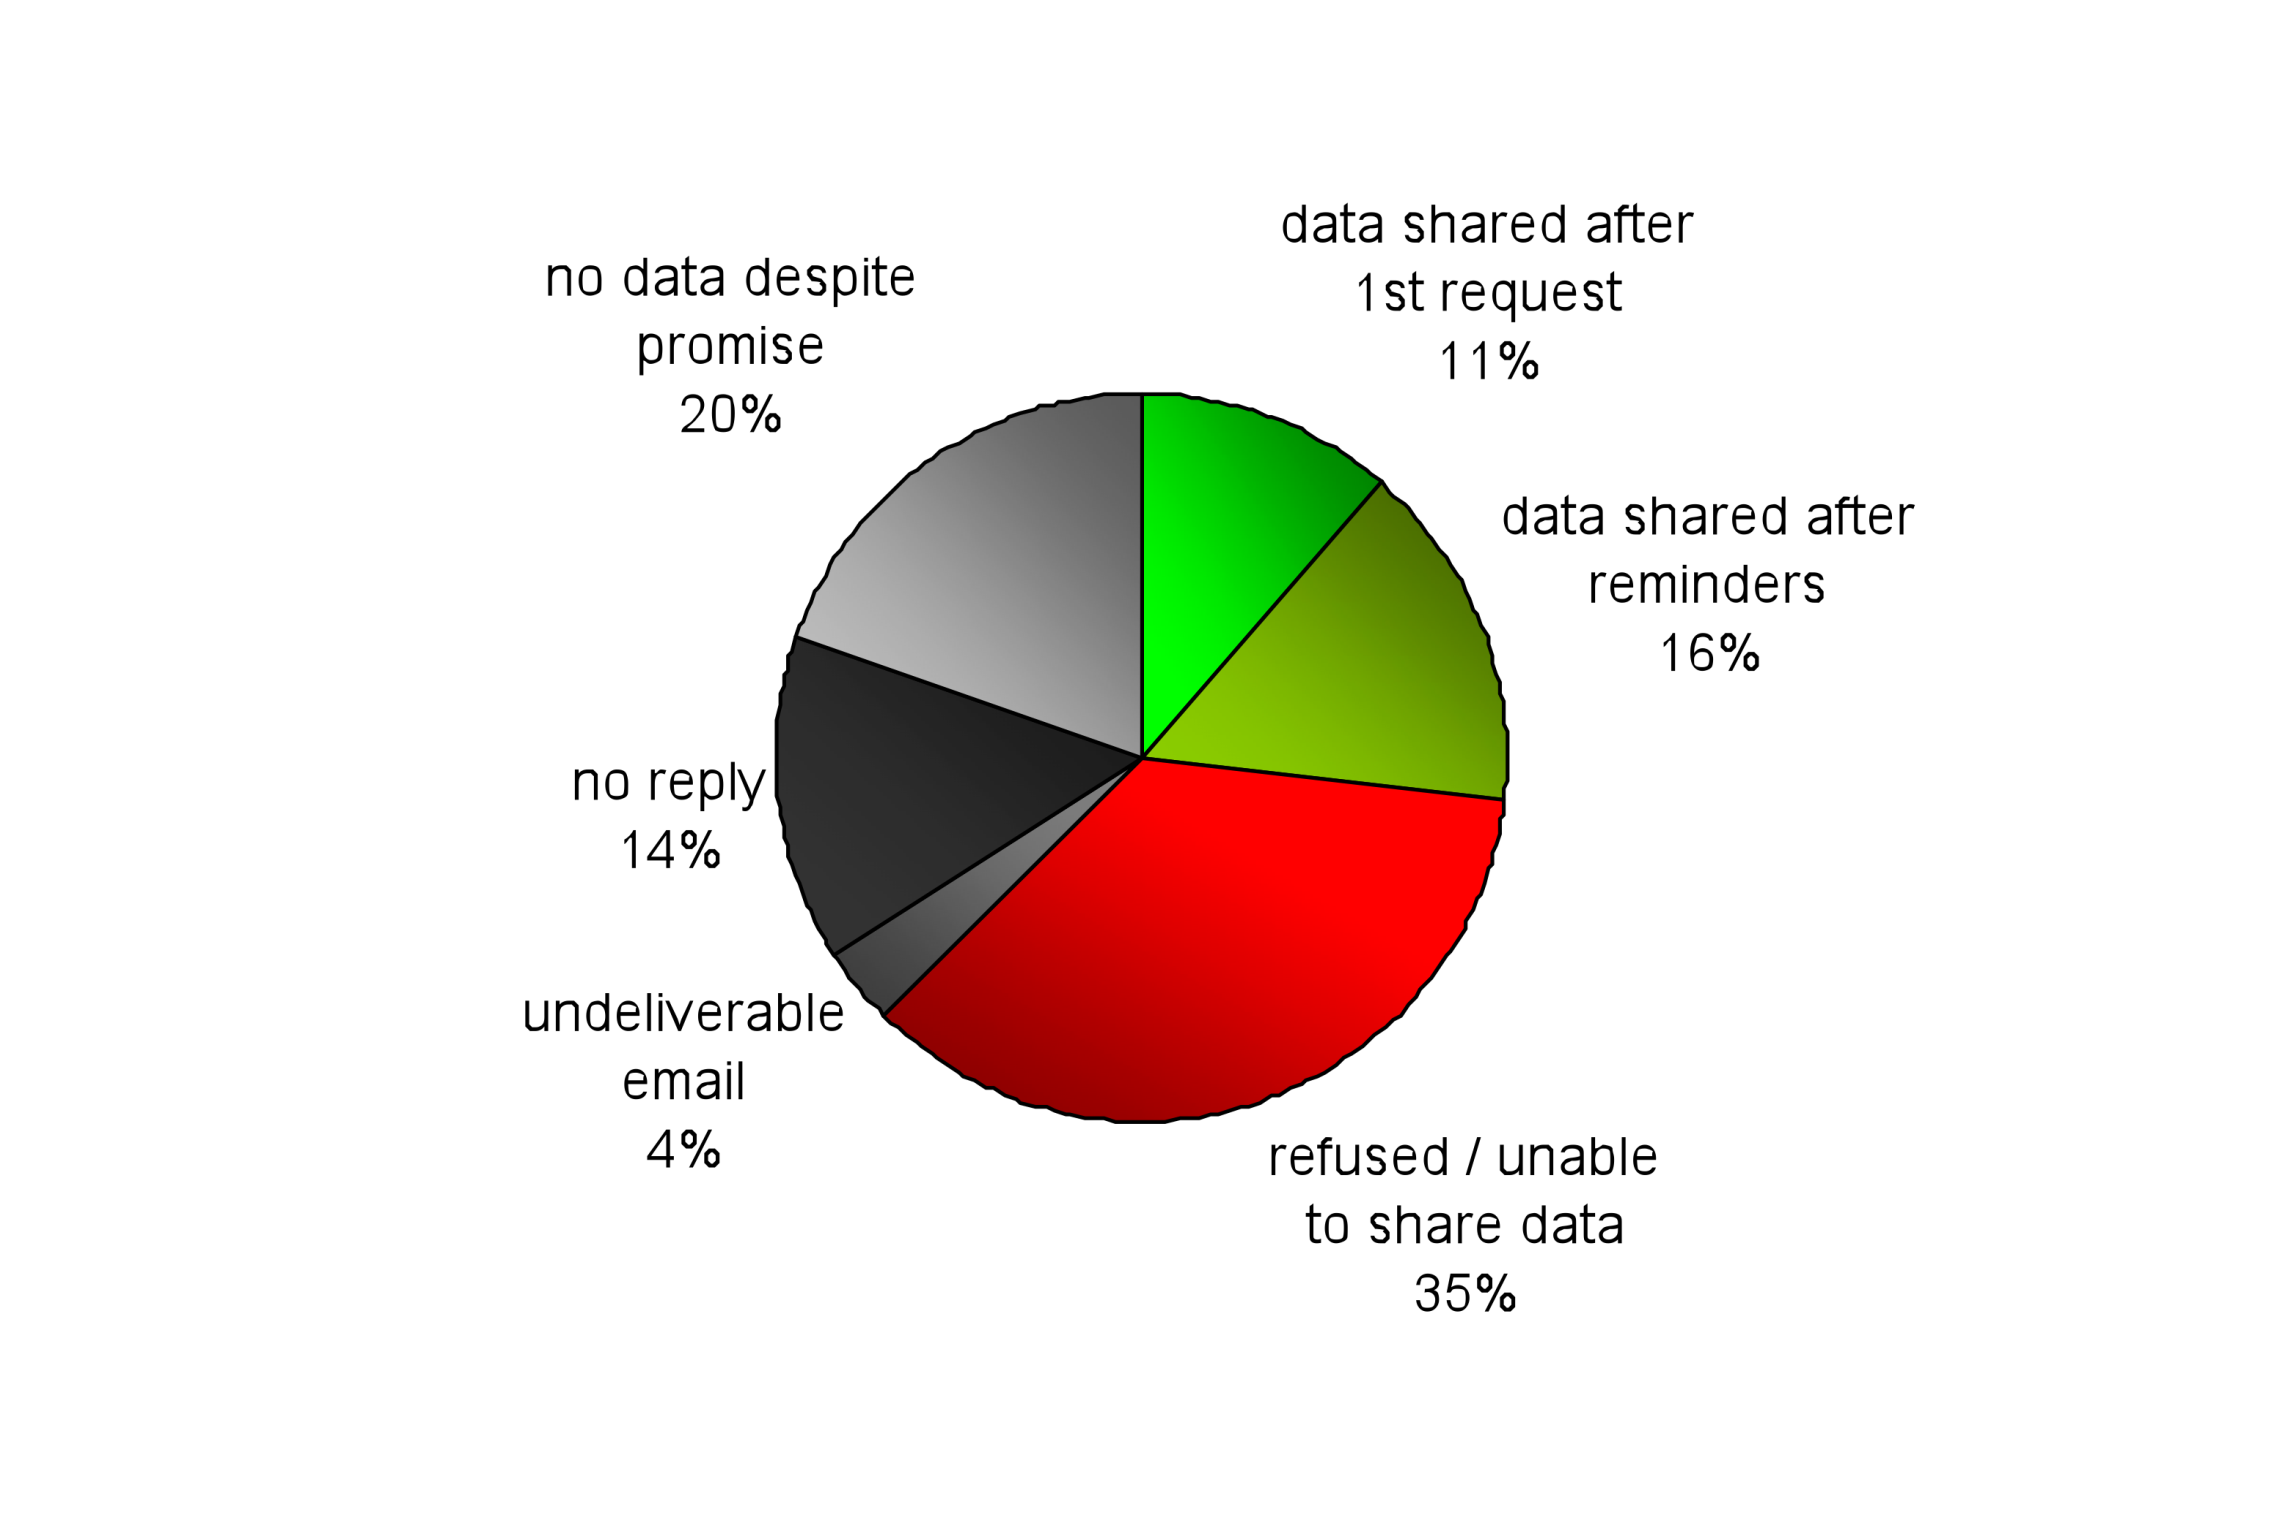 data shared after
1st request
11%
no data despite
promise
20%
data shared after
reminders
16%
no reply
14%
undeliverable
email
4%
refused / unable
to share data
35%